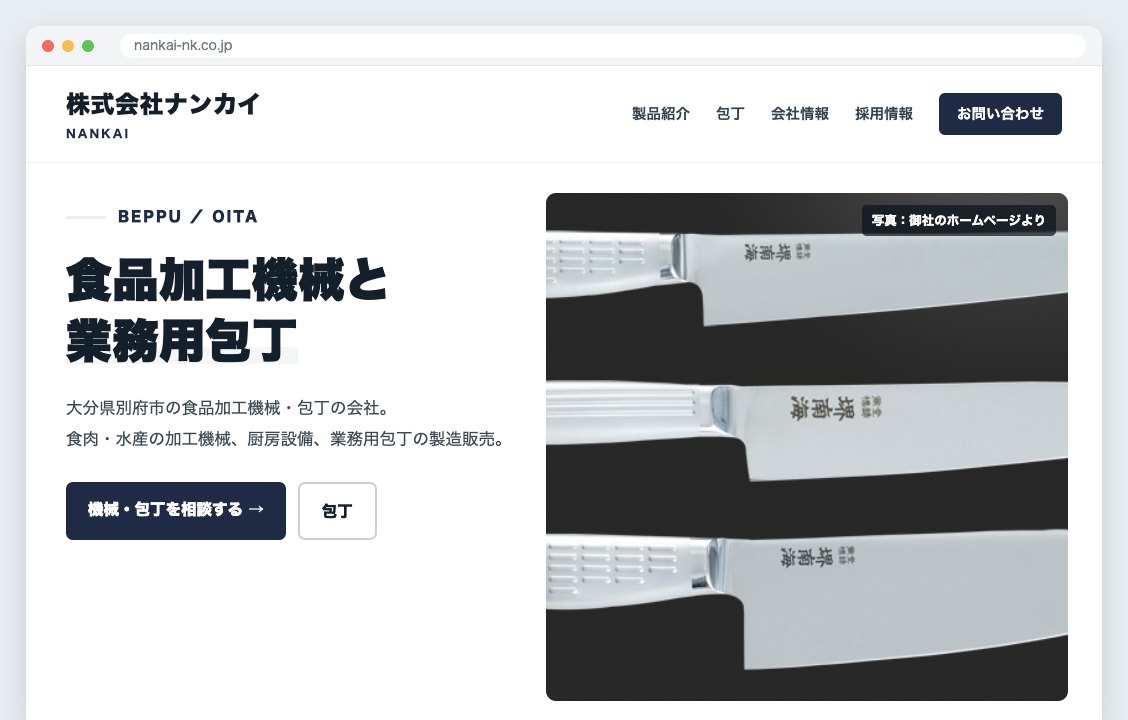 nankai-nk.co.jp
株式会社ナンカイ
NANKAI
製品紹介 包丁 会社情報 採用情報 お問い合わせ
BEPPU / OITA
食品加工機械と
業務用包丁
大分県別府市の食品加工機械・包丁の会社。
食肉・水産の加工機械、厨房設備、業務用包丁の製造販売。
機械・包丁を相談する →
包丁
写真：御社のホームページより
堺南海
堺南海
堺南海